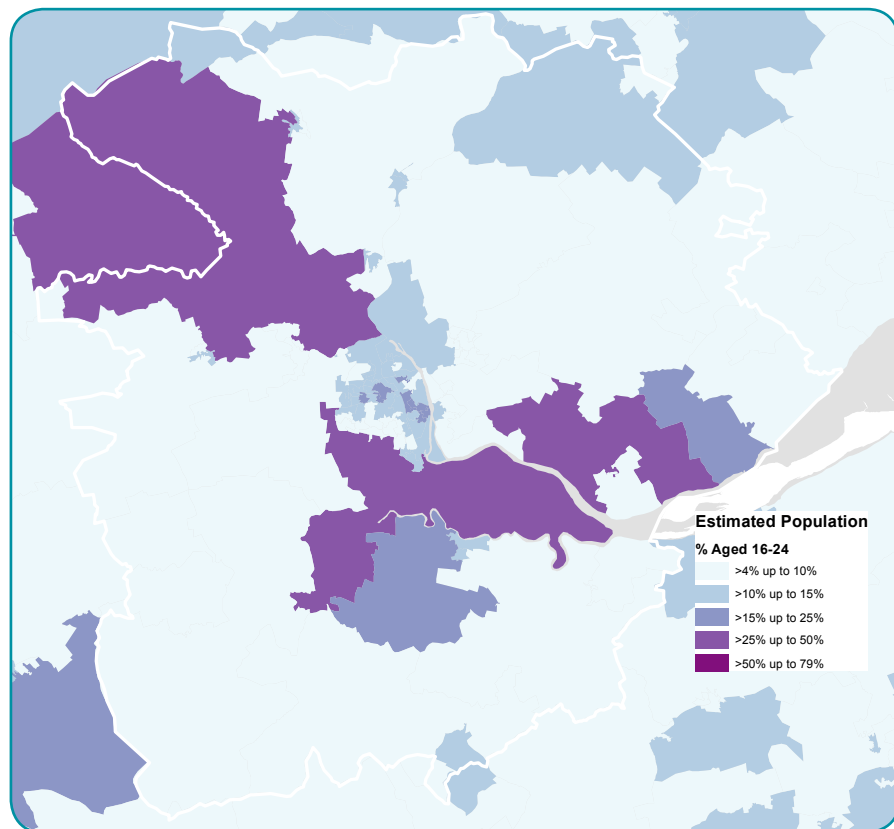 Estimated Population
% Aged 16-24
>4% up to 10%
>10% up to 15%
>15% up to 25%
>25% up to 50%
>50% up to 79%